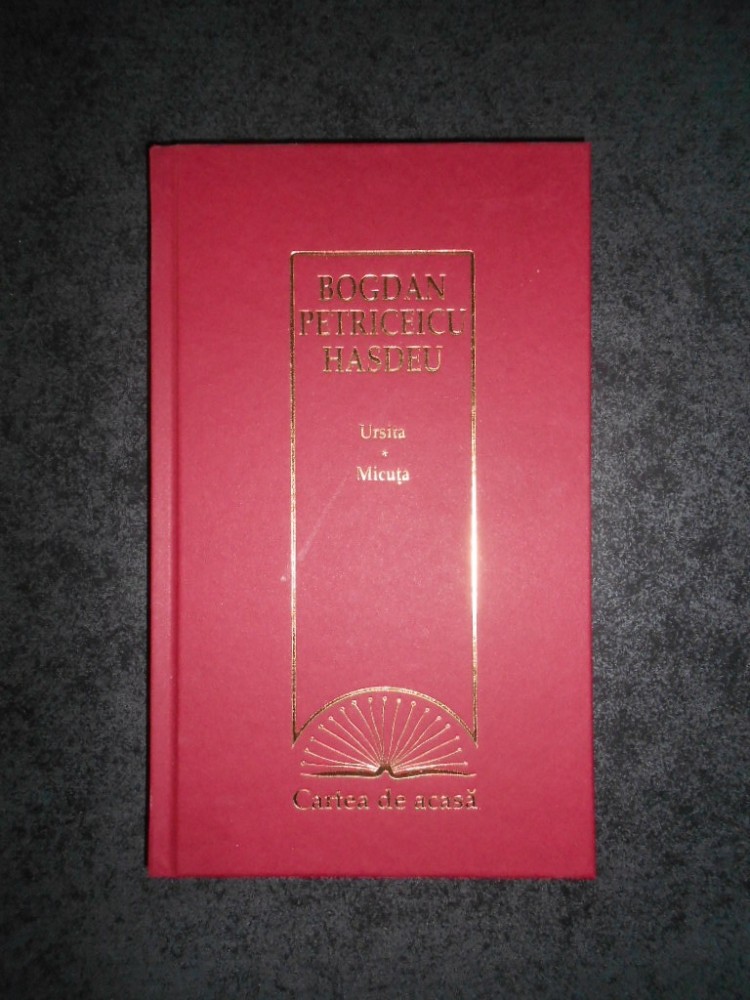 BOGDAN
PETRICEICU
HASDEU
Ursita
*
Micuța
Cartea de acasă